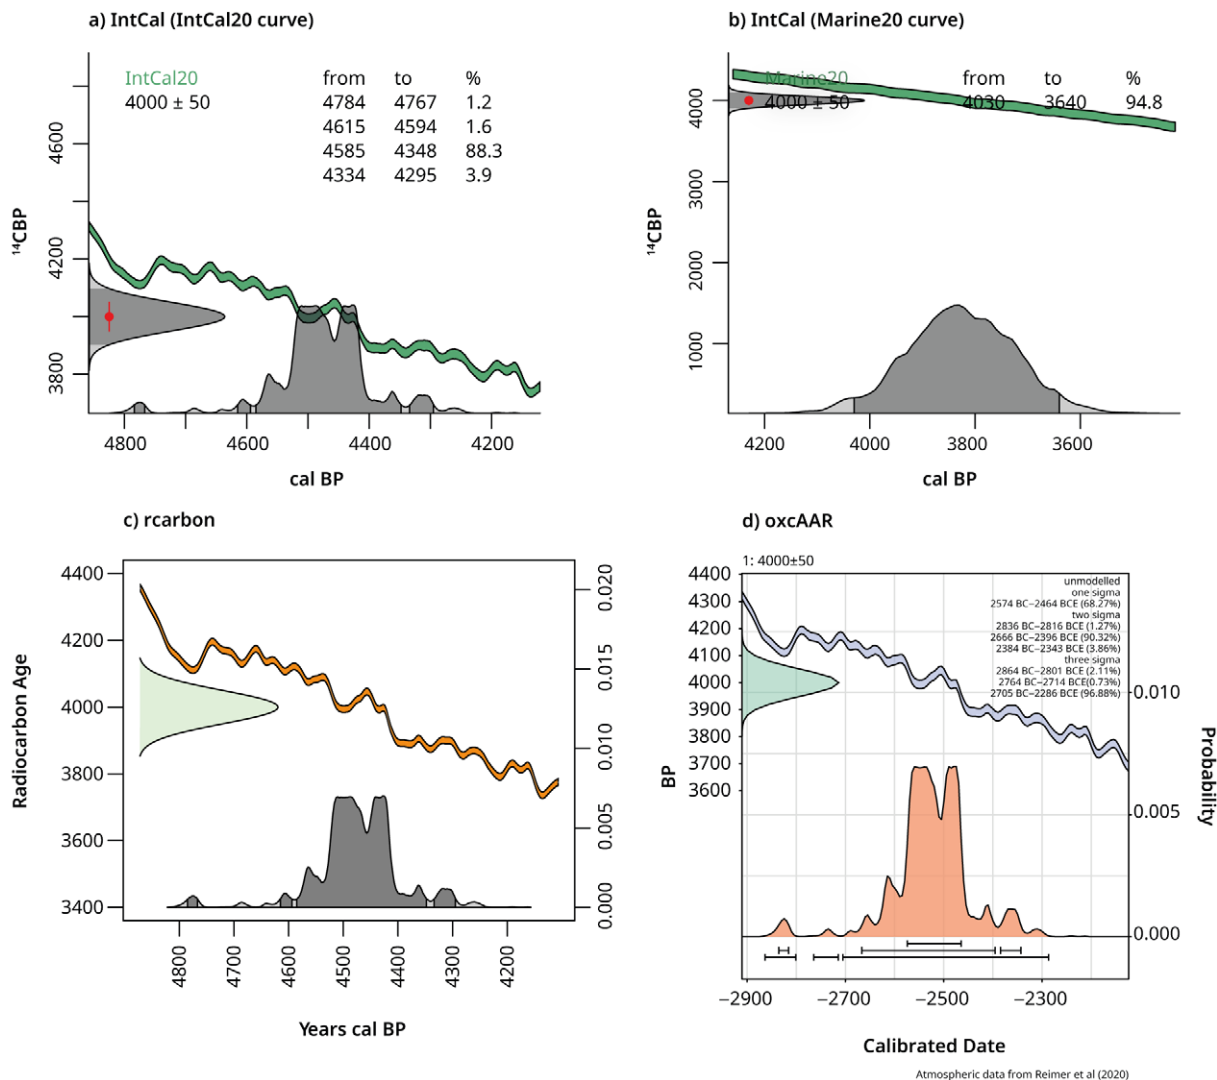 a) IntCal (IntCal20 curve)
IntCal20 from to %
4000 ± 50 4784 4767 1.2
4615 4594 1.6
4585 4348 88.3
4334 4295 3.9
4600
4200
3800
¹⁴CBP
4800 4600 4400 4200
cal BP
b) IntCal (Marine20 curve)
Marine20 from to %
4000 ± 50 4030 3640 94.8
4000
3000
2000
1000
¹⁴CBP
4200 4000 3800 3600
cal BP
c) rcarbon
4400
4200
4000
3800
3600
3400
Radiocarbon Age
0.020
0.015
0.010
0.005
0.000
4800 4700 4600 4500 4400 4300 4200
Years cal BP
d) oxcAAR
1: 4000±50
unmodelled
one sigma
2574 BC–2464 BCE (68.27%)
two sigma
2836 BC–2816 BCE (1.27%)
2666 BC–2396 BCE (90.32%)
2384 BC–2343 BCE (3.86%)
three sigma
2864 BC–2801 BCE (2.11%)
2764 BC–2714 BCE(0.73%)
2705 BC–2286 BCE (96.88%)
4400
4300
4200
4100
4000
3900
3800
3700
3600
BP
0.010
0.005
0.000
Probability
−2900 −2700 −2500 −2300
Calibrated Date
Atmospheric data from Reimer et al (2020)